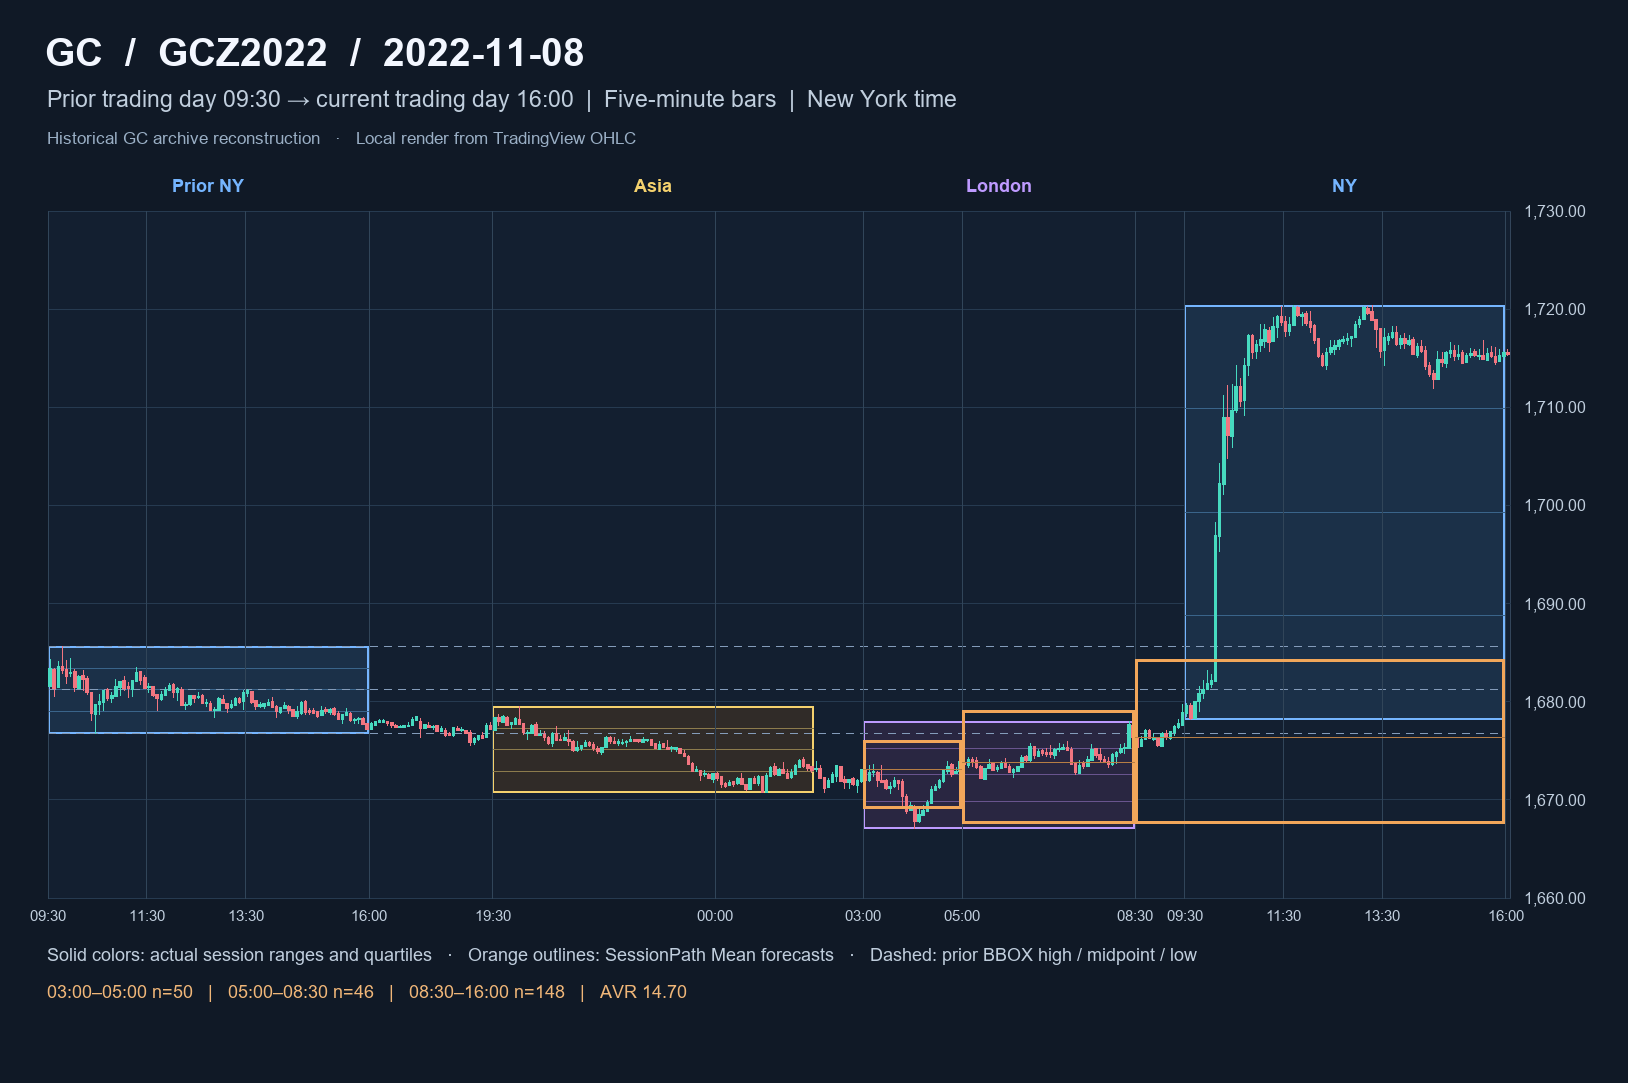 GC / GCZ2022 / 2022-11-08
Prior trading day 09:30 → current trading day 16:00 | Five-minute bars | New York time
Historical GC archive reconstruction · Local render from TradingView OHLC
Prior NY Asia London NY
1,730.00
1,720.00
1,710.00
1,700.00
1,690.00
1,680.00
1,670.00
1,660.00
09:30 11:30 13:30 16:00 19:30 00:00 03:00 05:00 08:30 09:30 11:30 13:30 16:00
Solid colors: actual session ranges and quartiles · Orange outlines: SessionPath Mean forecasts · Dashed: prior BBOX high / midpoint / low
03:00–05:00 n=50 | 05:00–08:30 n=46 | 08:30–16:00 n=148 | AVR 14.70